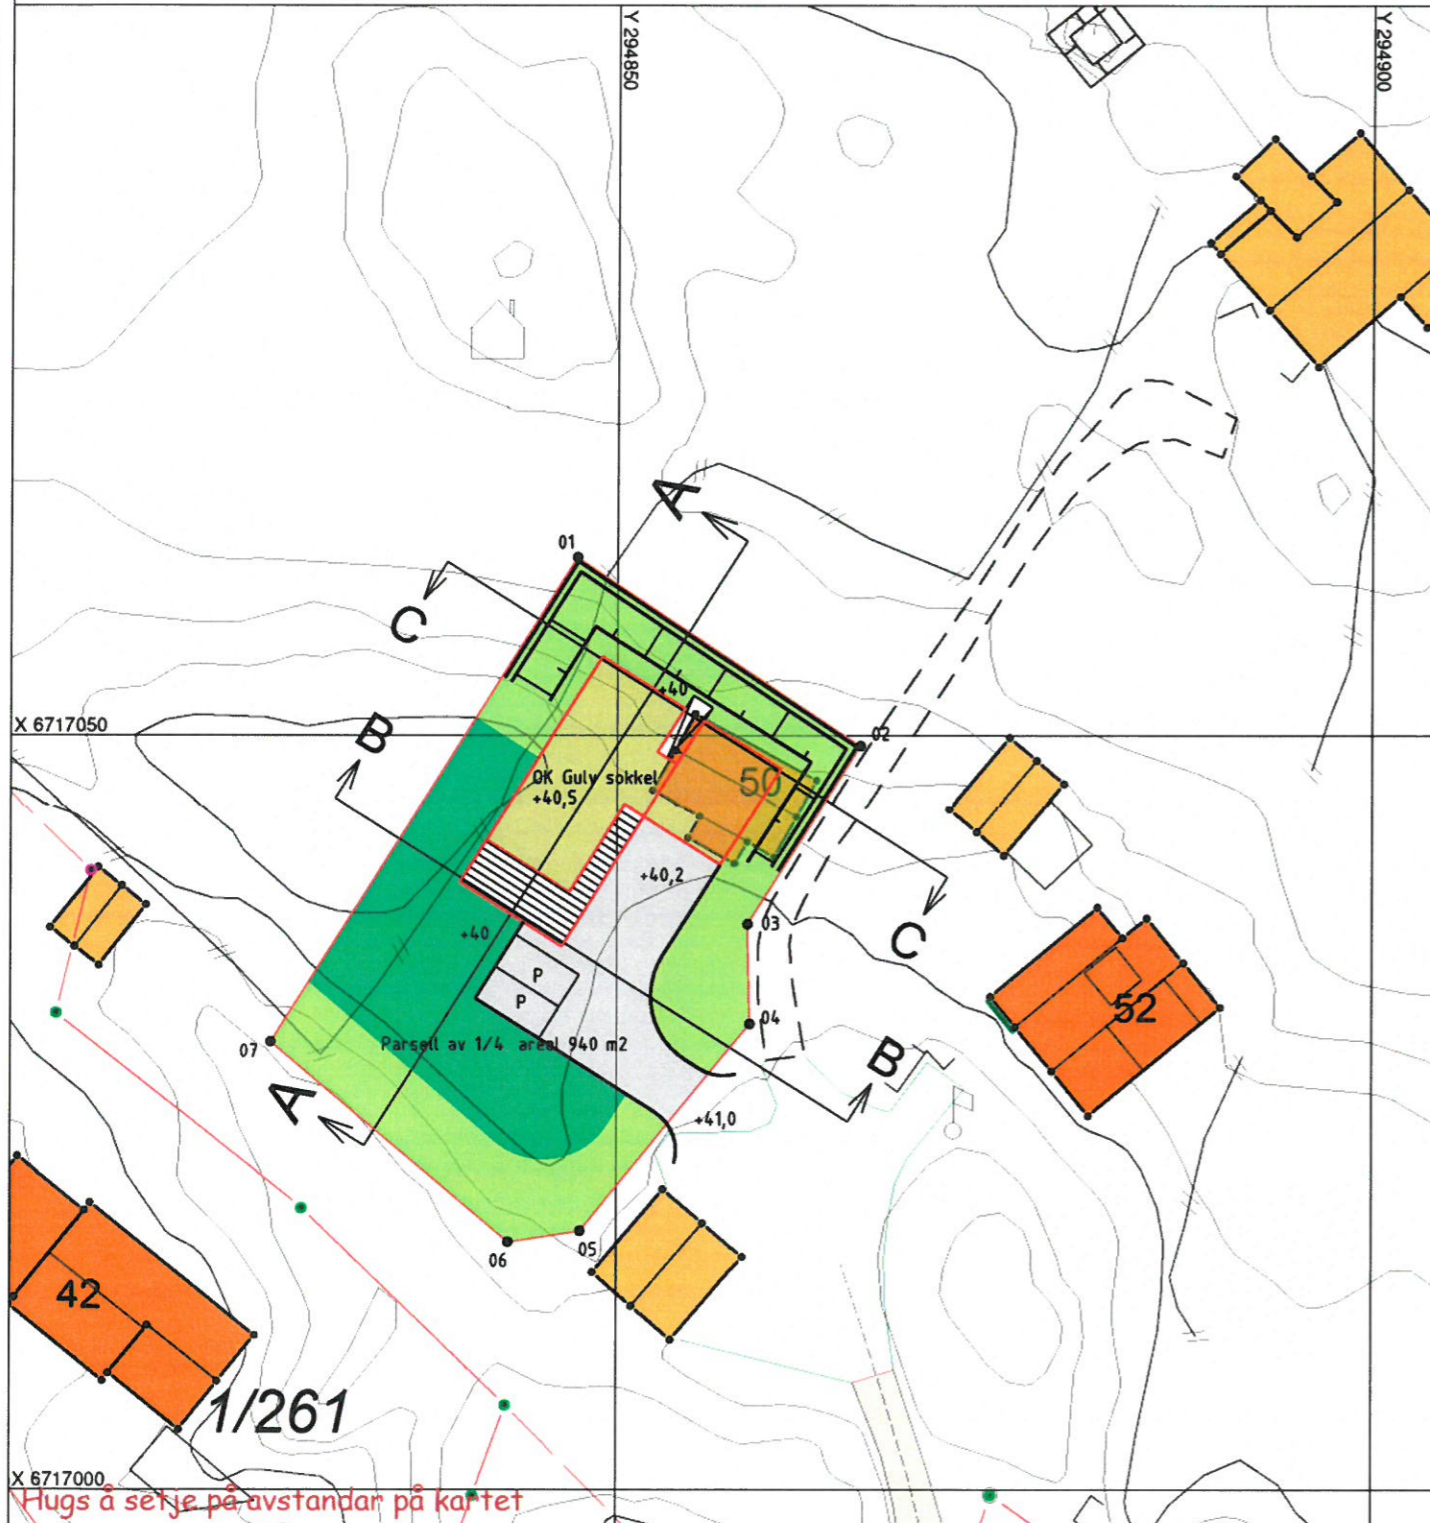 Y 294850
Y 294900
A
01
C
+40
B
X 6717050
02
50
OK Gulv sokkel
+40,5
+40,2
+40
03
C
P
P
52
04
07
Parsell av 1/4 areal 940 m2
B
A
+41,0
05
06
42
1/261
X 6717000
Hugs å setje på avstandar på kartet